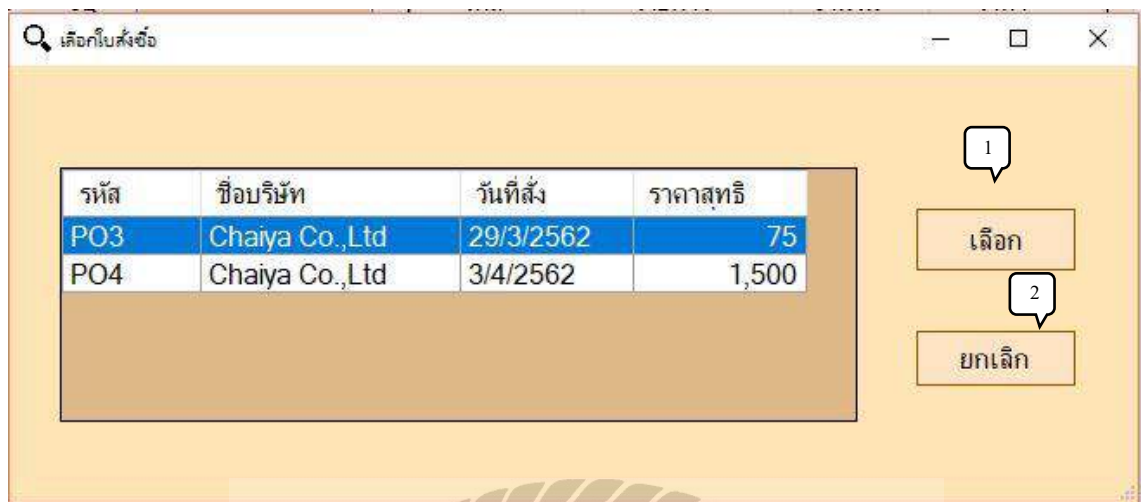 เลือกใบสั่งซื้อ
1
รหัส ชื่อบริษัท วันที่สั่ง ราคาสุทธิ
PO3 Chaiya Co.,Ltd 29/3/2562 75
PO4 Chaiya Co.,Ltd 3/4/2562 1,500
เลือก
2
ยกเลิก